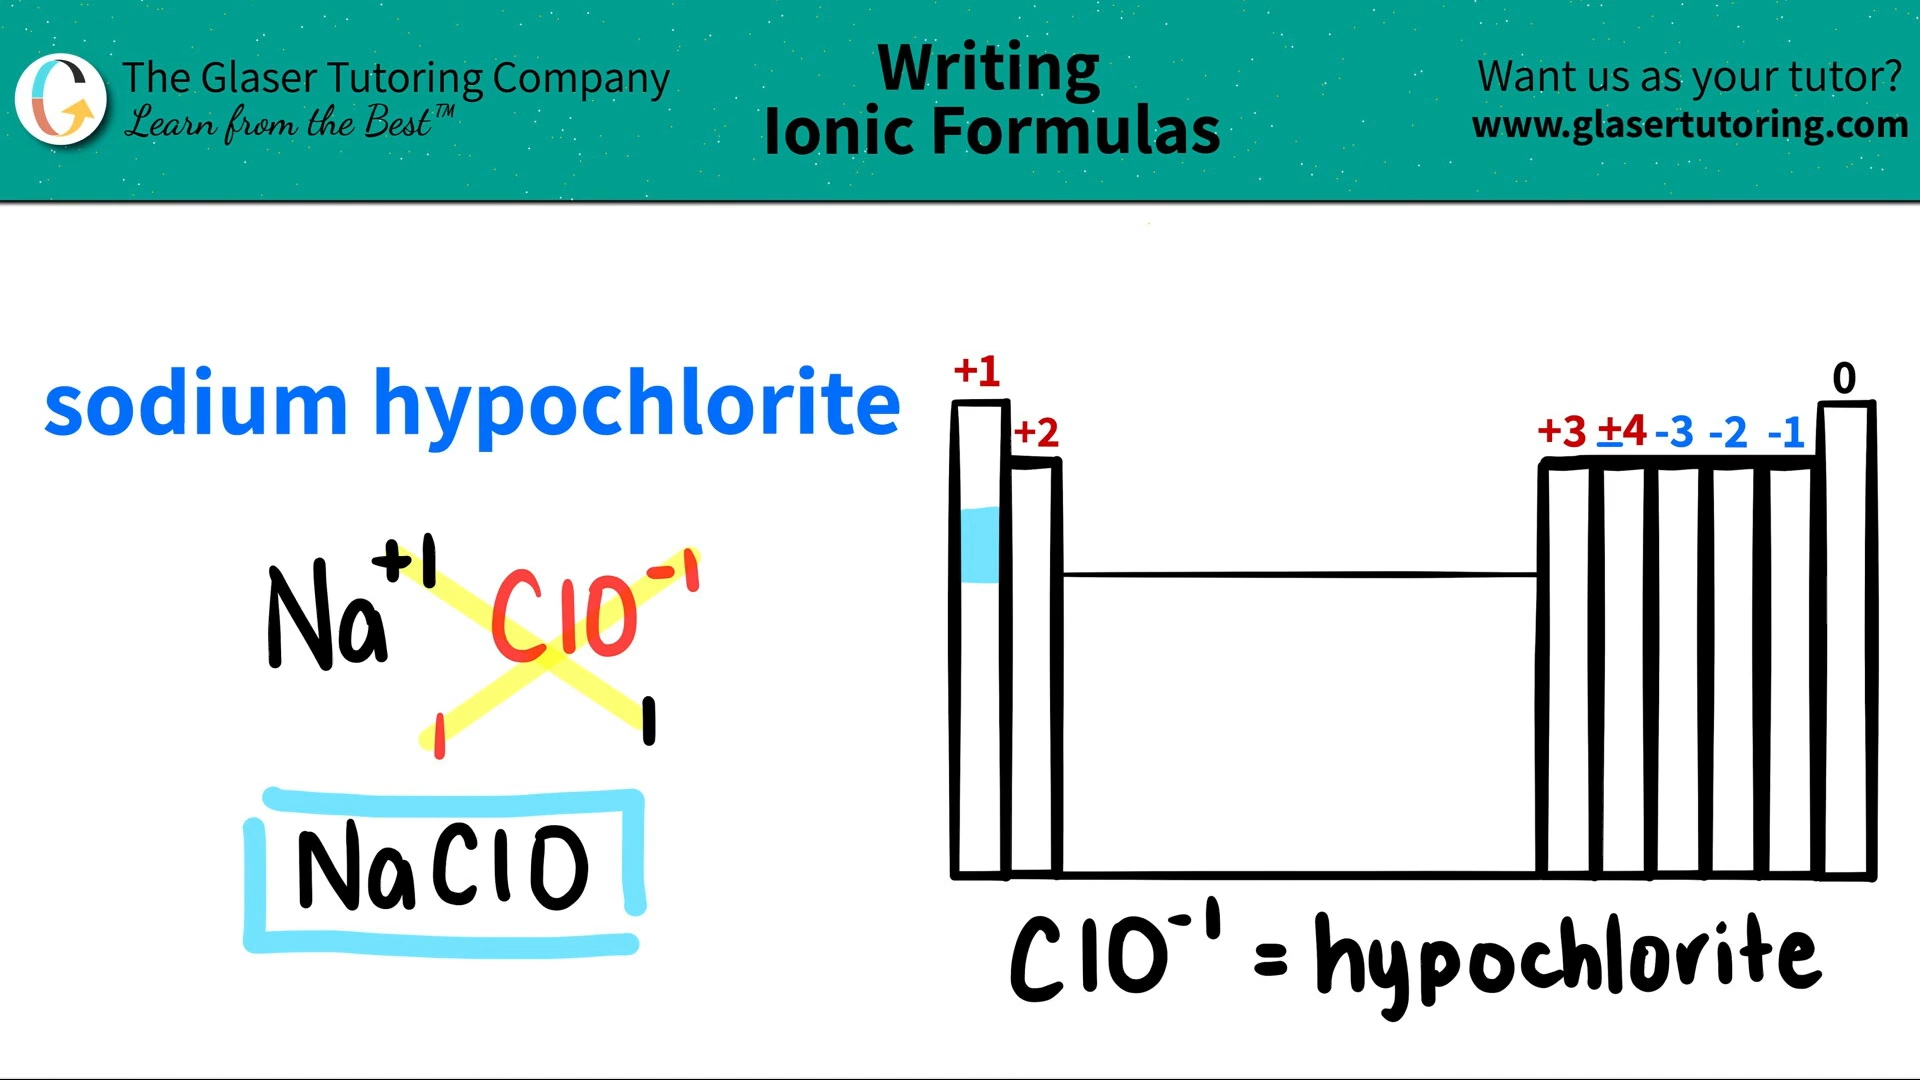 The Glaser Tutoring Company
Learn from the Best™
Writing
Ionic Formulas
Want us as your tutor?
www.glasertutoring.com
sodium hypochlorite
Na⁺¹ ClO⁻¹
1 1
NaClO
+1
+2
+3 ±4 -3 -2 -1
0
ClO⁻¹ = hypochlorite